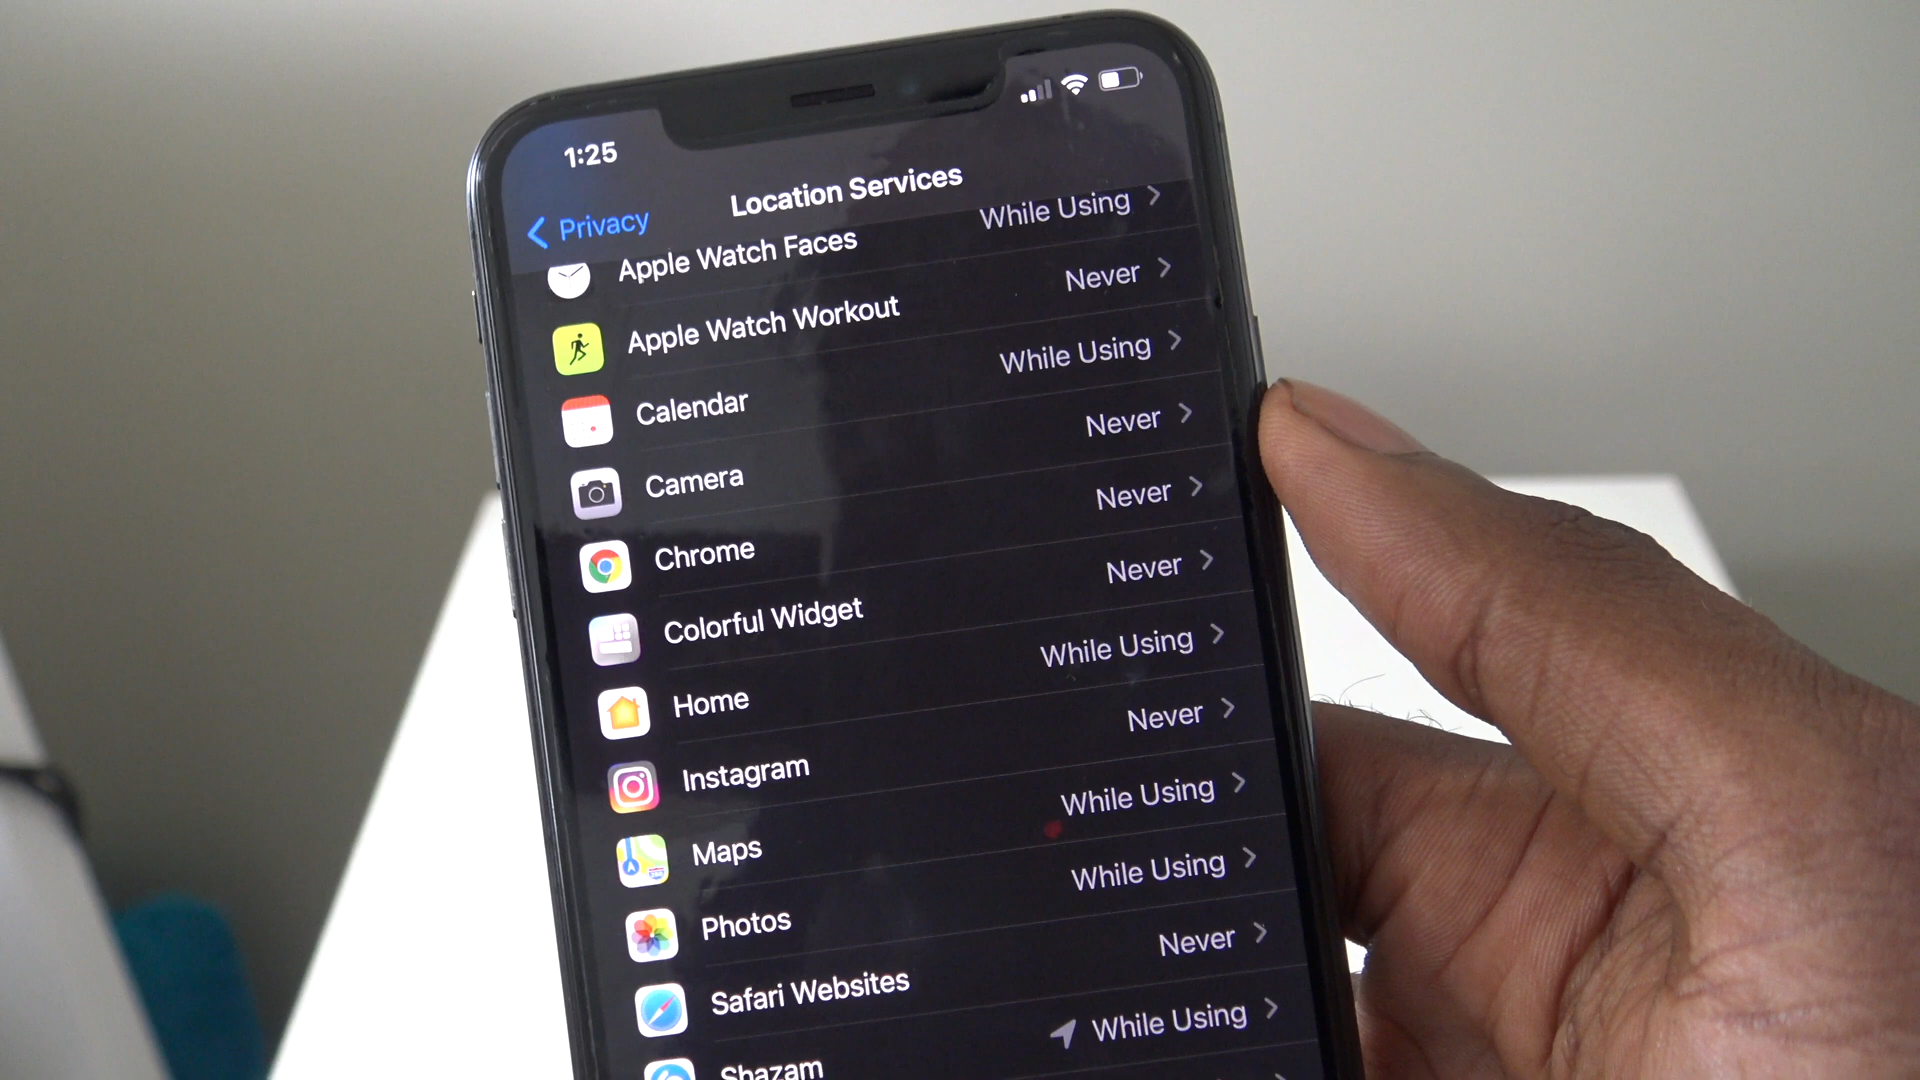 1:25
Privacy
Location Services
Apple Watch Faces While Using
Apple Watch Workout Never
Calendar While Using
Camera Never
Chrome Never
Colorful Widget Never
Home While Using
Instagram Never
Maps While Using
Photos While Using
Safari Websites Never
Shazam While Using